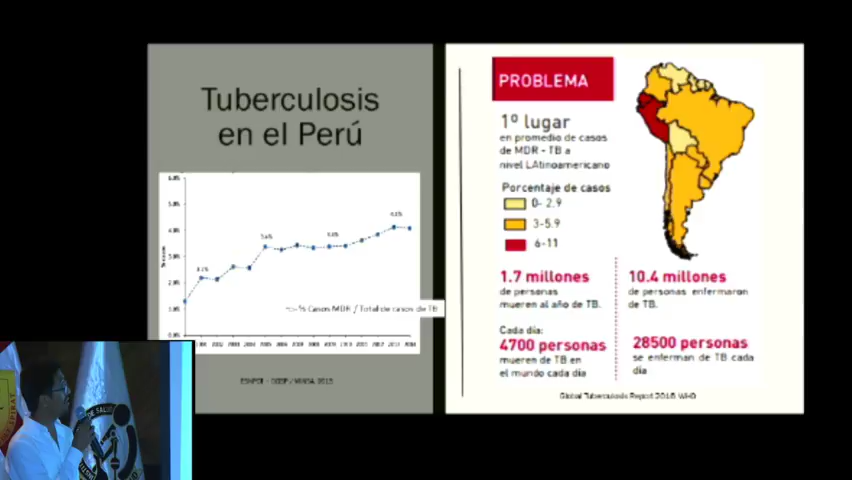 Tuberculosis
en el Perú
PROBLEMA
1º lugar
en promedio de casos
de MDR - TB a
nivel LAtinoamericano
Porcentaje de casos
0- 2.9
3-5.9
6-11
% Casos MDR / Total de casos de TB
1.7 millones
de personas
mueren al año de TB.
10.4 millones
de personas enfermaron
de TB.
Cada día:
4700 personas
mueren de TB en
el mundo cada día
28500 personas
se enferman de TB cada
día
Global Tuberculosis Report 2016 WHO
DE SALUD